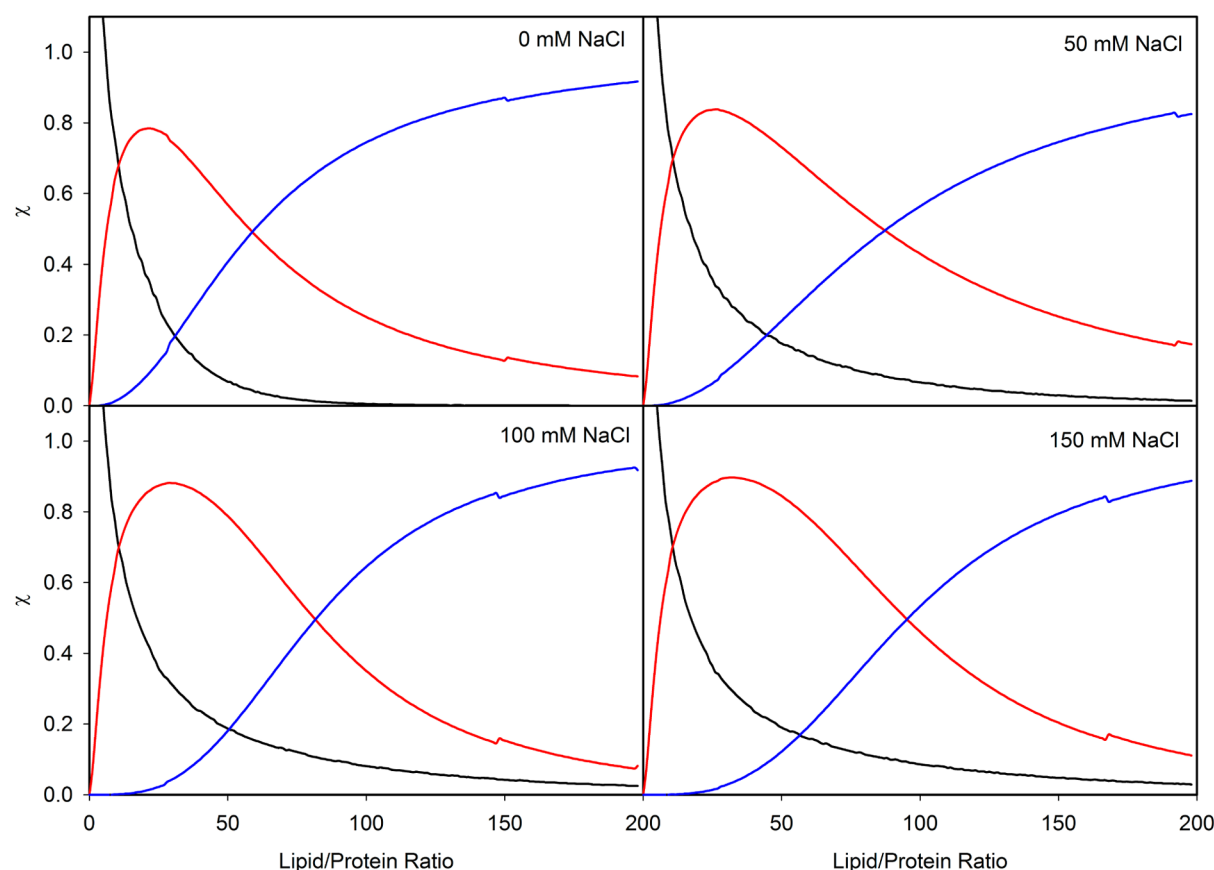 0 mM NaCl
50 mM NaCl
1.0
0.8
0.6
χ
0.4
0.2
0.0
100 mM NaCl
150 mM NaCl
1.0
0.8
0.6
χ
0.4
0.2
0.0
0 50 100 150 200 50 100 150 200
Lipid/Protein Ratio Lipid/Protein Ratio